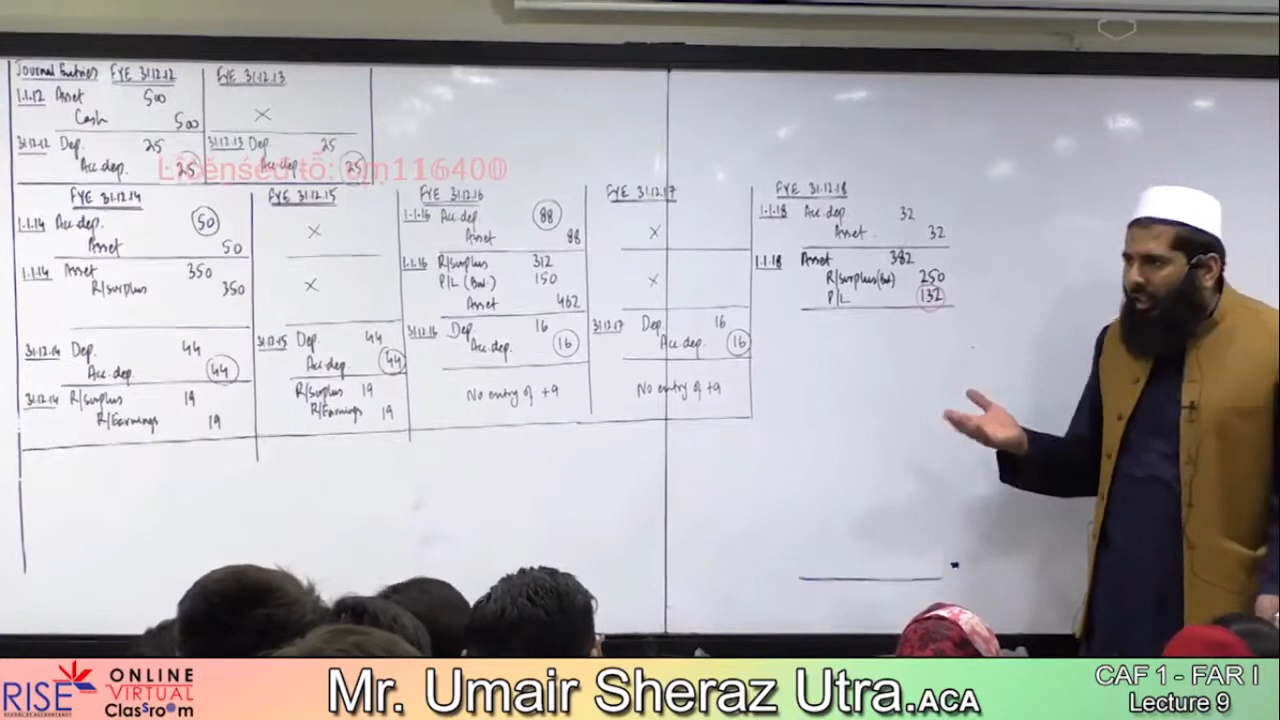 Journal Entries FYE 31.12.12
1.1.12 Asset 500
Cash 500
31.12.12 Dep. 25
Acc.dep. 25
FYE 31.12.13
×
31.12.13 Dep. 25
Acc.dep. 25
FYE 31.12.14
1.1.14 Acc.dep. 50
Asset 50
1.1.14 Asset 350
R/surplus 350
31.12.14 Dep. 44
Acc.dep. 44
31.12.14 R/surplus 19
R/Earnings 19
FYE 31.12.15
×
×
31.12.15 Dep. 44
Acc.dep. 44
R/surplus 19
R/Earnings 19
FYE 31.12.16
1.1.16 Acc.dep. 88
Asset 88
1.1.16 R/surplus 312
P/L (Bal.) 150
Asset 462
31.12.16 Dep. 16
Acc.dep. 16
No entry of +9
FYE 31.12.17
×
×
31.12.17 Dep. 16
Acc.dep. 16
No entry of +9
FYE 31.12.18
1.1.18 Acc.dep. 32
Asset 32
1.1.18 Asset 382
R/surplus (Bal) 250
P/L 132
RISE
ONLINE
VIRTUAL
ClassrOOm
Mr. Umair Sheraz Utra.ACA
CAF 1 - FAR I
Lecture 9